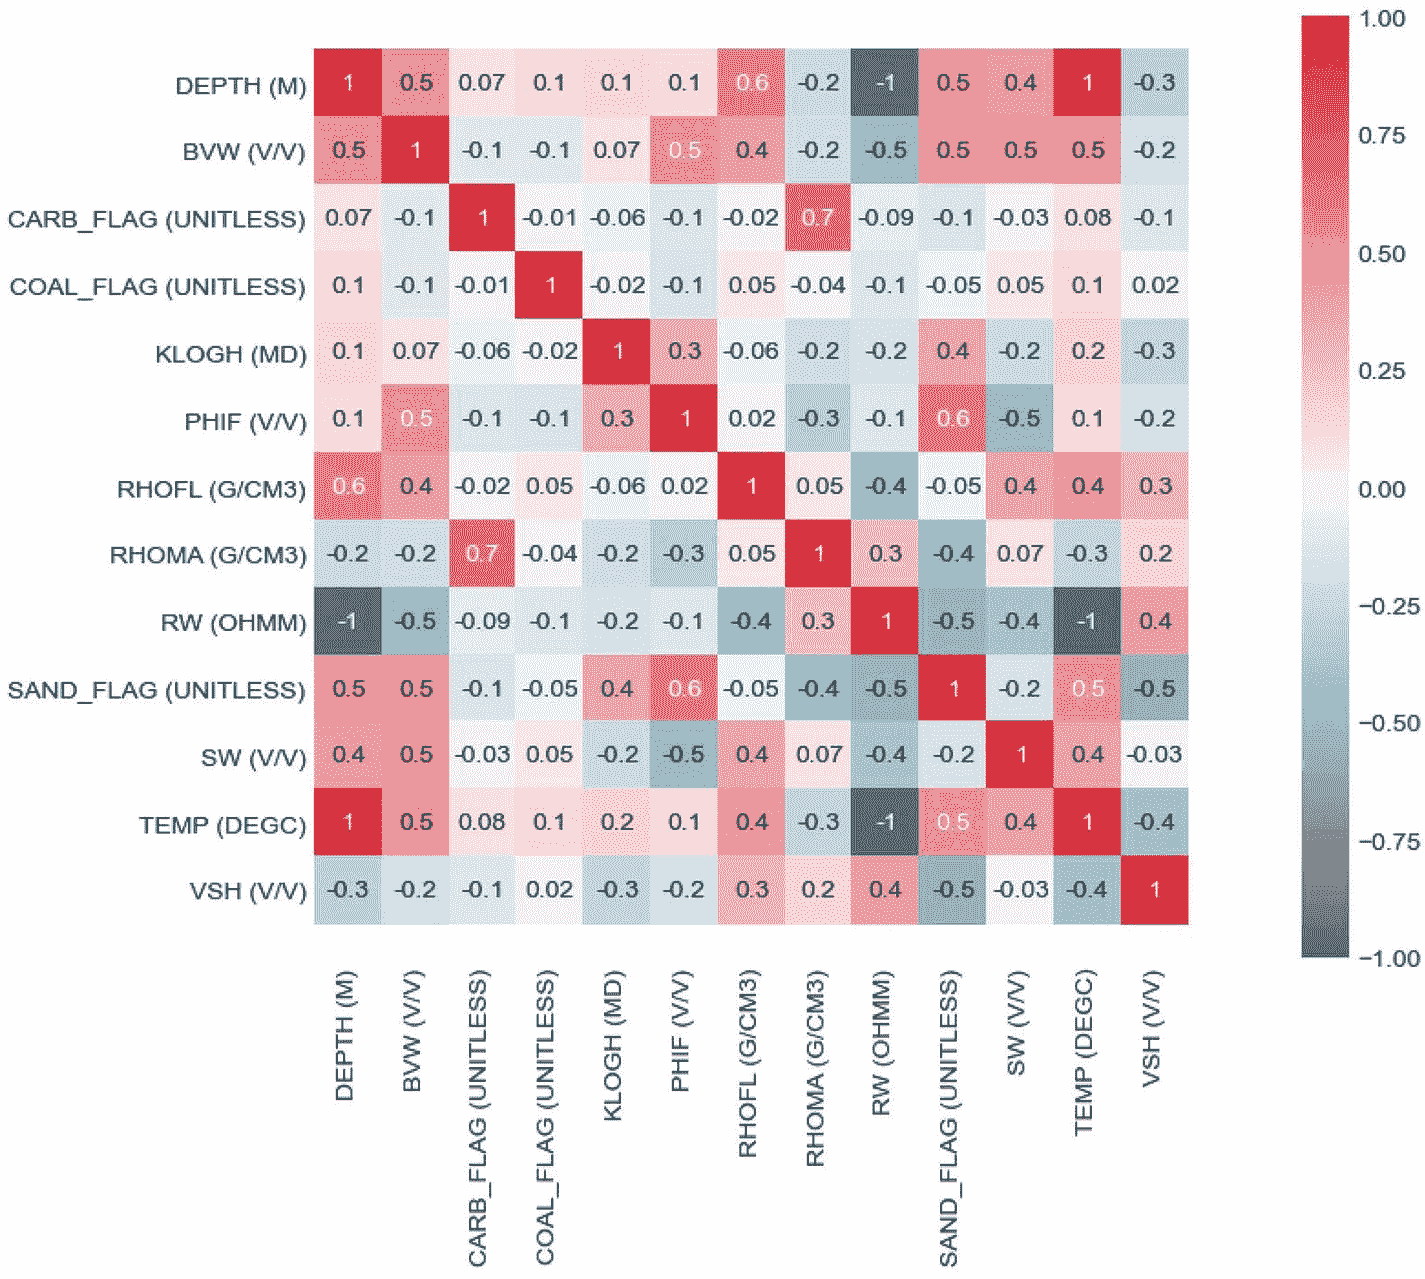 1.00
DEPTH (M) 1 0.5 0.07 0.1 0.1 0.1 0.6 -0.2 -1 0.5 0.4 1 -0.3
0.75
BVW (V/V) 0.5 1 -0.1 -0.1 0.07 0.5 0.4 -0.2 -0.5 0.5 0.5 0.5 -0.2
CARB_FLAG (UNITLESS) 0.07 -0.1 1 -0.01 -0.06 -0.1 -0.02 0.7 -0.09 -0.1 -0.03 0.08 -0.1
0.50
COAL_FLAG (UNITLESS) 0.1 -0.1 -0.01 1 -0.02 -0.1 0.05 -0.04 -0.1 -0.05 0.05 0.1 0.02
KLOGH (MD) 0.1 0.07 -0.06 -0.02 1 0.3 -0.06 -0.2 -0.2 0.4 -0.2 0.2 -0.3
0.25
PHIF (V/V) 0.1 0.5 -0.1 -0.1 0.3 1 0.02 -0.3 -0.1 0.6 -0.5 0.1 -0.2
RHOFL (G/CM3) 0.6 0.4 -0.02 0.05 -0.06 0.02 1 0.05 -0.4 -0.05 0.4 0.4 0.3
0.00
RHOMA (G/CM3) -0.2 -0.2 0.7 -0.04 -0.2 -0.3 0.05 1 0.3 -0.4 0.07 -0.3 0.2
−0.25
RW (OHMM) -1 -0.5 -0.09 -0.1 -0.2 -0.1 -0.4 0.3 1 -0.5 -0.4 -1 0.4
SAND_FLAG (UNITLESS) 0.5 0.5 -0.1 -0.05 0.4 0.6 -0.05 -0.4 -0.5 1 -0.2 0.5 -0.5
−0.50
SW (V/V) 0.4 0.5 -0.03 0.05 -0.2 -0.5 0.4 0.07 -0.4 -0.2 1 0.4 -0.03
TEMP (DEGC) 1 0.5 0.08 0.1 0.2 0.1 0.4 -0.3 -1 0.5 0.4 1 -0.4
−0.75
VSH (V/V) -0.3 -0.2 -0.1 0.02 -0.3 -0.2 0.3 0.2 0.4 -0.5 -0.03 -0.4 1
−1.00
DEPTH (M)
BVW (V/V)
CARB_FLAG (UNITLESS)
COAL_FLAG (UNITLESS)
KLOGH (MD)
PHIF (V/V)
RHOFL (G/CM3)
RHOMA (G/CM3)
RW (OHMM)
SAND_FLAG (UNITLESS)
SW (V/V)
TEMP (DEGC)
VSH (V/V)